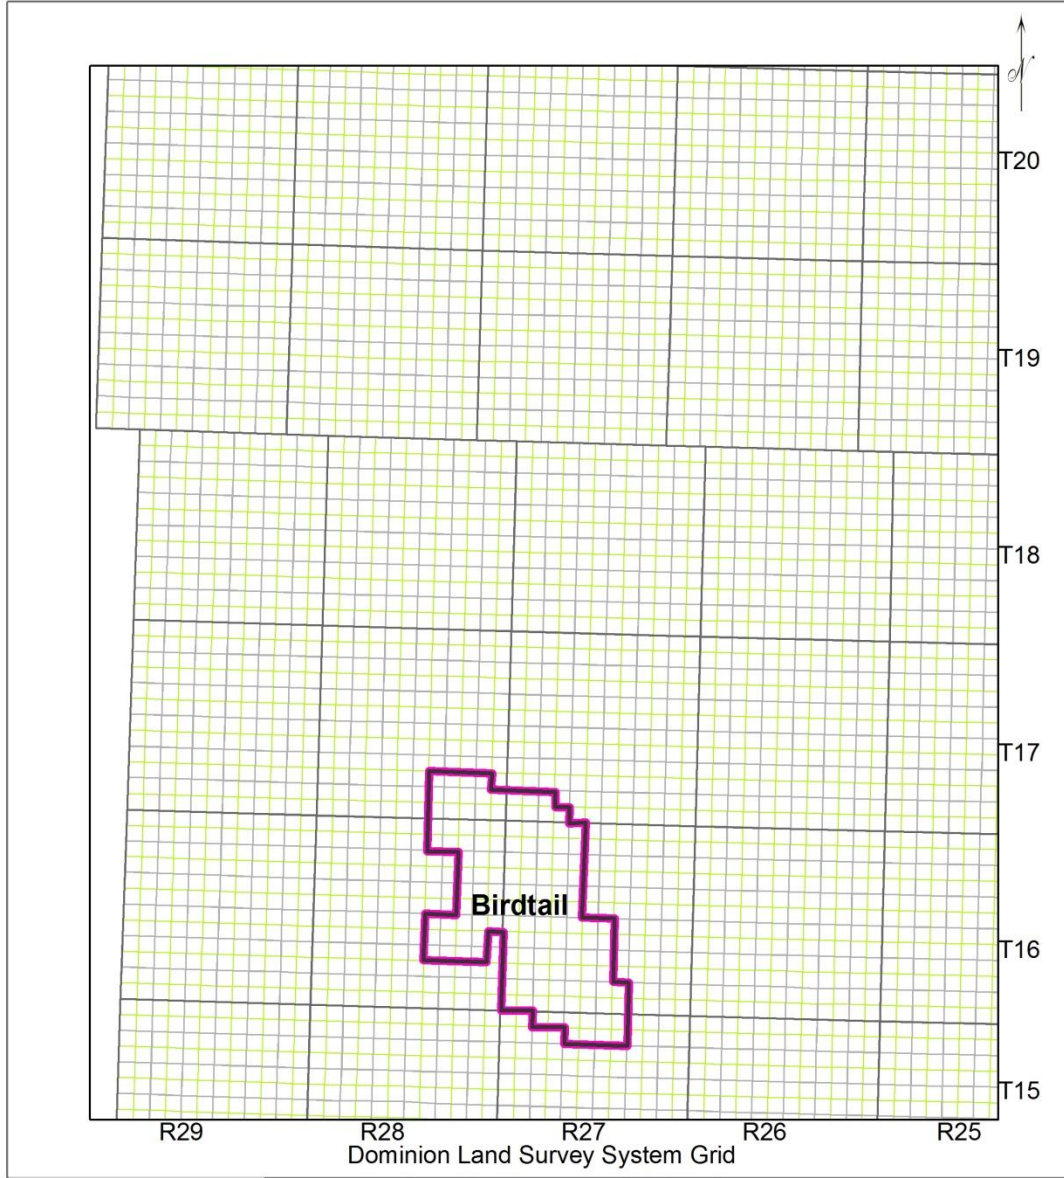 N
T20
T19
T18
T17
Birdtail
T16
T15
R29 R28 R27 R26 R25
Dominion Land Survey System Grid